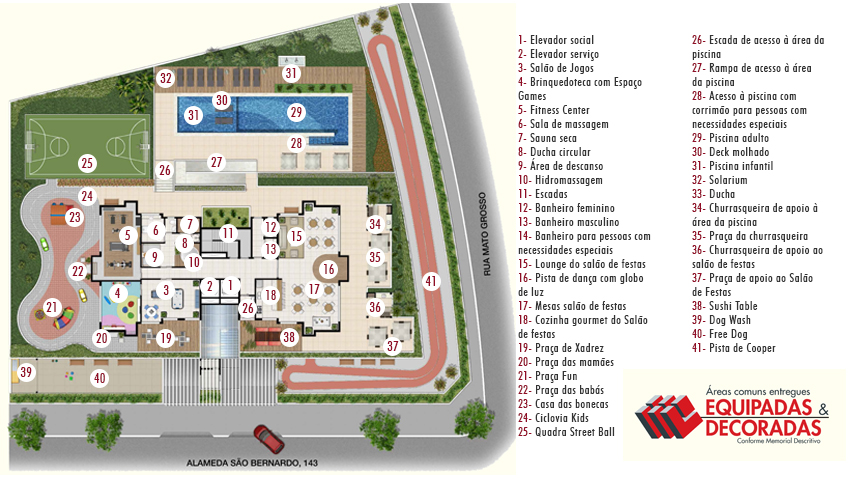 32
31
30
31
29
28
27
26
25
24
23
22
21
20
5
6
7
8
9
10
11
12
13
15
16
17
18
26
1
2
3
4
19
38
34
35
36
37
41
39
40
RUA MATO GROSSO
ALAMEDA SÃO BERNARDO, 143
1- Elevador social
2- Elevador serviço
3- Salão de Jogos
4- Brinquedoteca com Espaço
Games
5- Fitness Center
6- Sala de massagem
7- Sauna seca
8- Ducha circular
9- Área de descanso
10- Hidromassagem
11- Escadas
12- Banheiro feminino
13- Banheiro masculino
14- Banheiro para pessoas com
necessidades especiais
15- Lounge do salão de festas
16- Pista de dança com globo
de luz
17- Mesas salão de festas
18- Cozinha gourmet do Salão
de festas
19- Praça de Xadrez
20- Praça das mamães
21- Praça Fun
22- Praça das babás
23- Casa das bonecas
24- Ciclovia Kids
25- Quadra Street Ball
26- Escada de acesso à área da
piscina
27- Rampa de acesso à área
da piscina
28- Acesso à piscina com
corrimão para pessoas com
necessidades especiais
29- Piscina adulto
30- Deck molhado
31- Piscina infantil
32- Solarium
33- Ducha
34- Churrasqueira de apoio à
área da piscina
35- Praça da churrasqueira
36- Churrasqueira de apoio ao
salão de festas
37- Praça de apoio ao Salão
de Festas
38- Sushi Table
39- Dog Wash
40- Free Dog
41- Pista de Cooper
Áreas comuns entregues
EQUIPADAS &
DECORADAS
Conforme Memorial Descritivo